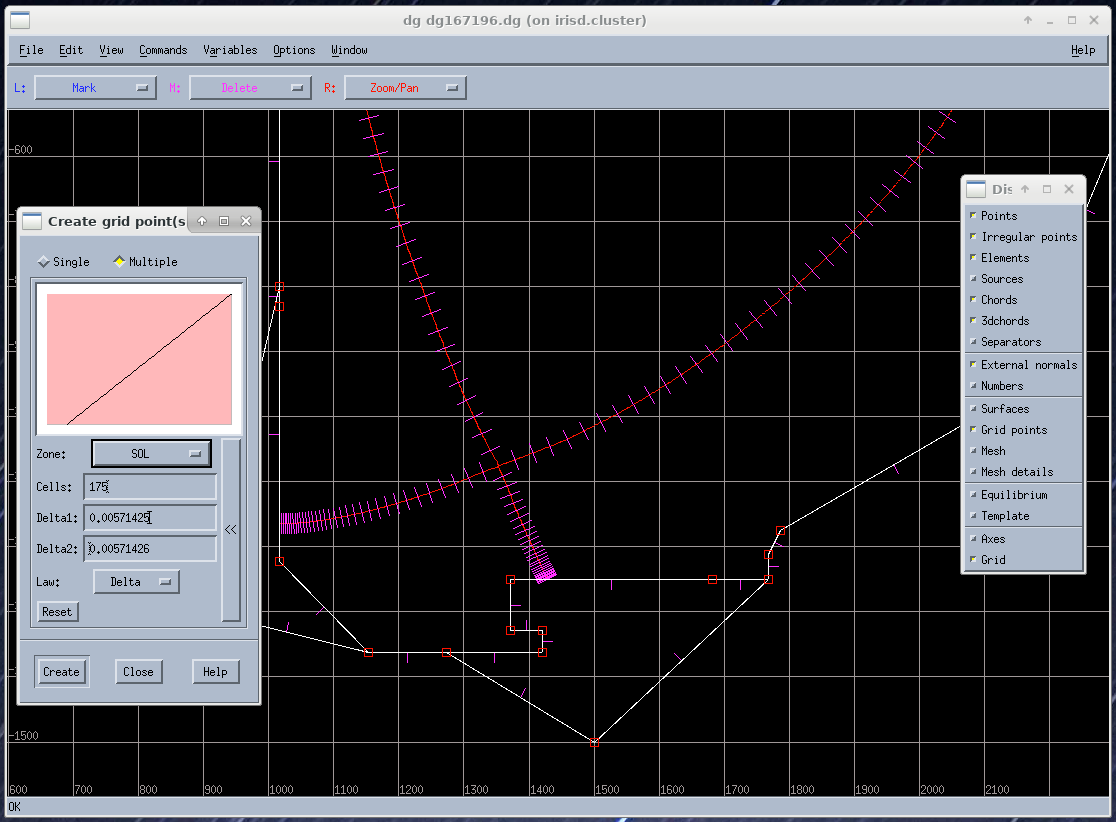 dg dg167196.dg (on irisd.cluster)
File Edit View Commands Variables Options Window Help
L: Mark M: Delete R: Zoom/Pan
-600
-1500
600 700 800 900 1000 1100 1200 1300 1400 1500 1600 1700 1800 1900 2000 2100
OK
Create grid point(s
Single Multiple
Zone: SOL
Cells: 175
Delta1: 0.00571425
Delta2: 0.00571426
<<
Law: Delta
Reset
Create Close Help
Dis
Points
Irregular points
Elements
Sources
Chords
3dchords
Separators
External normals
Numbers
Surfaces
Grid points
Mesh
Mesh details
Equilibrium
Template
Axes
Grid